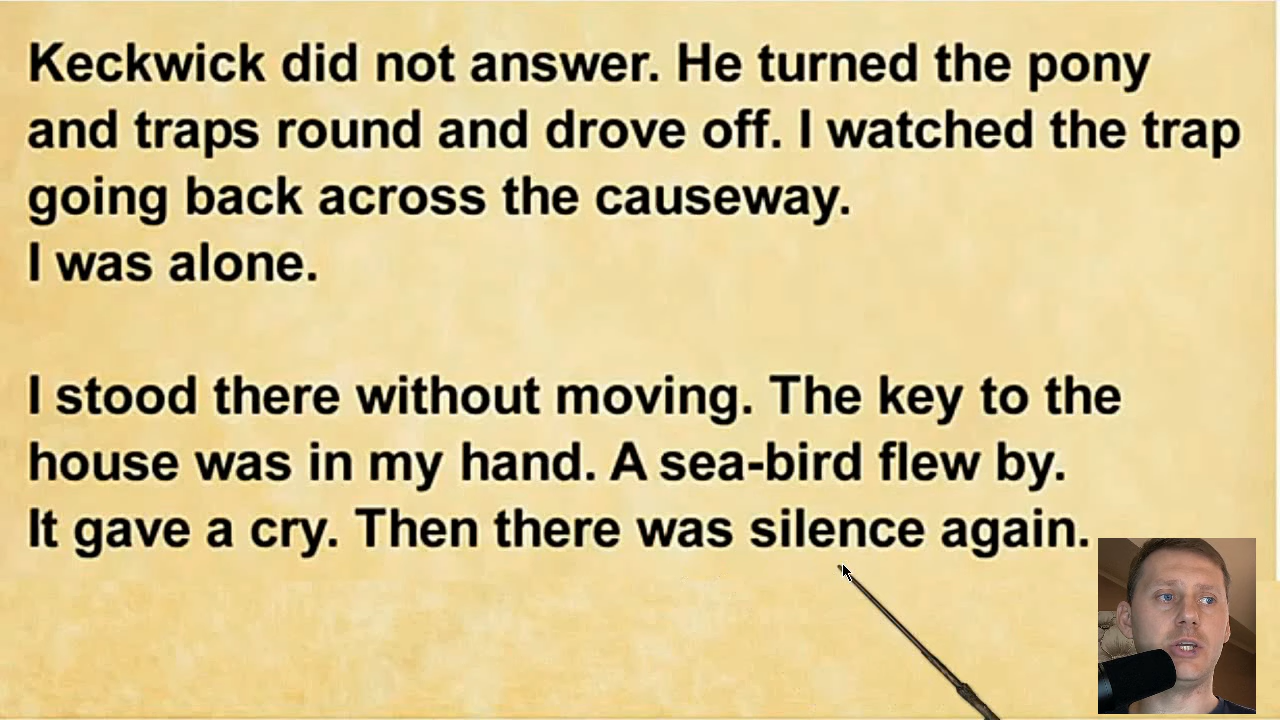 Keckwick did not answer. He turned the pony
and traps round and drove off. I watched the trap
going back across the causeway.
I was alone.
I stood there without moving. The key to the
house was in my hand. A sea-bird flew by.
It gave a cry. Then there was silence again.